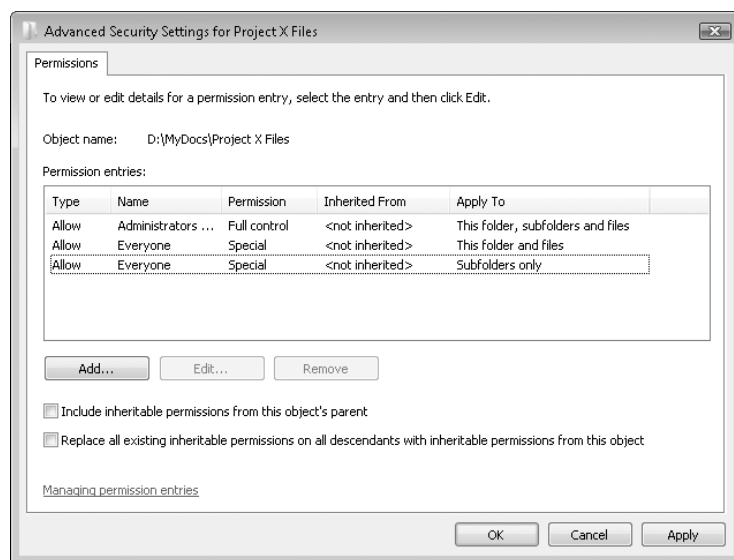 Advanced Security Settings for Project X Files
Permissions
To view or edit details for a permission entry, select the entry and then click Edit.
Object name: D:\MyDocs\Project X Files
Permission entries:
Type Name Permission Inherited From Apply To
Allow Administrators ... Full control <not inherited> This folder, subfolders and files
Allow Everyone Special <not inherited> This folder and files
Allow Everyone Special <not inherited> Subfolders only
Add... Edit... Remove
Include inheritable permissions from this object's parent
Replace all existing inheritable permissions on all descendants with inheritable permissions from this object
Managing permission entries
OK Cancel Apply